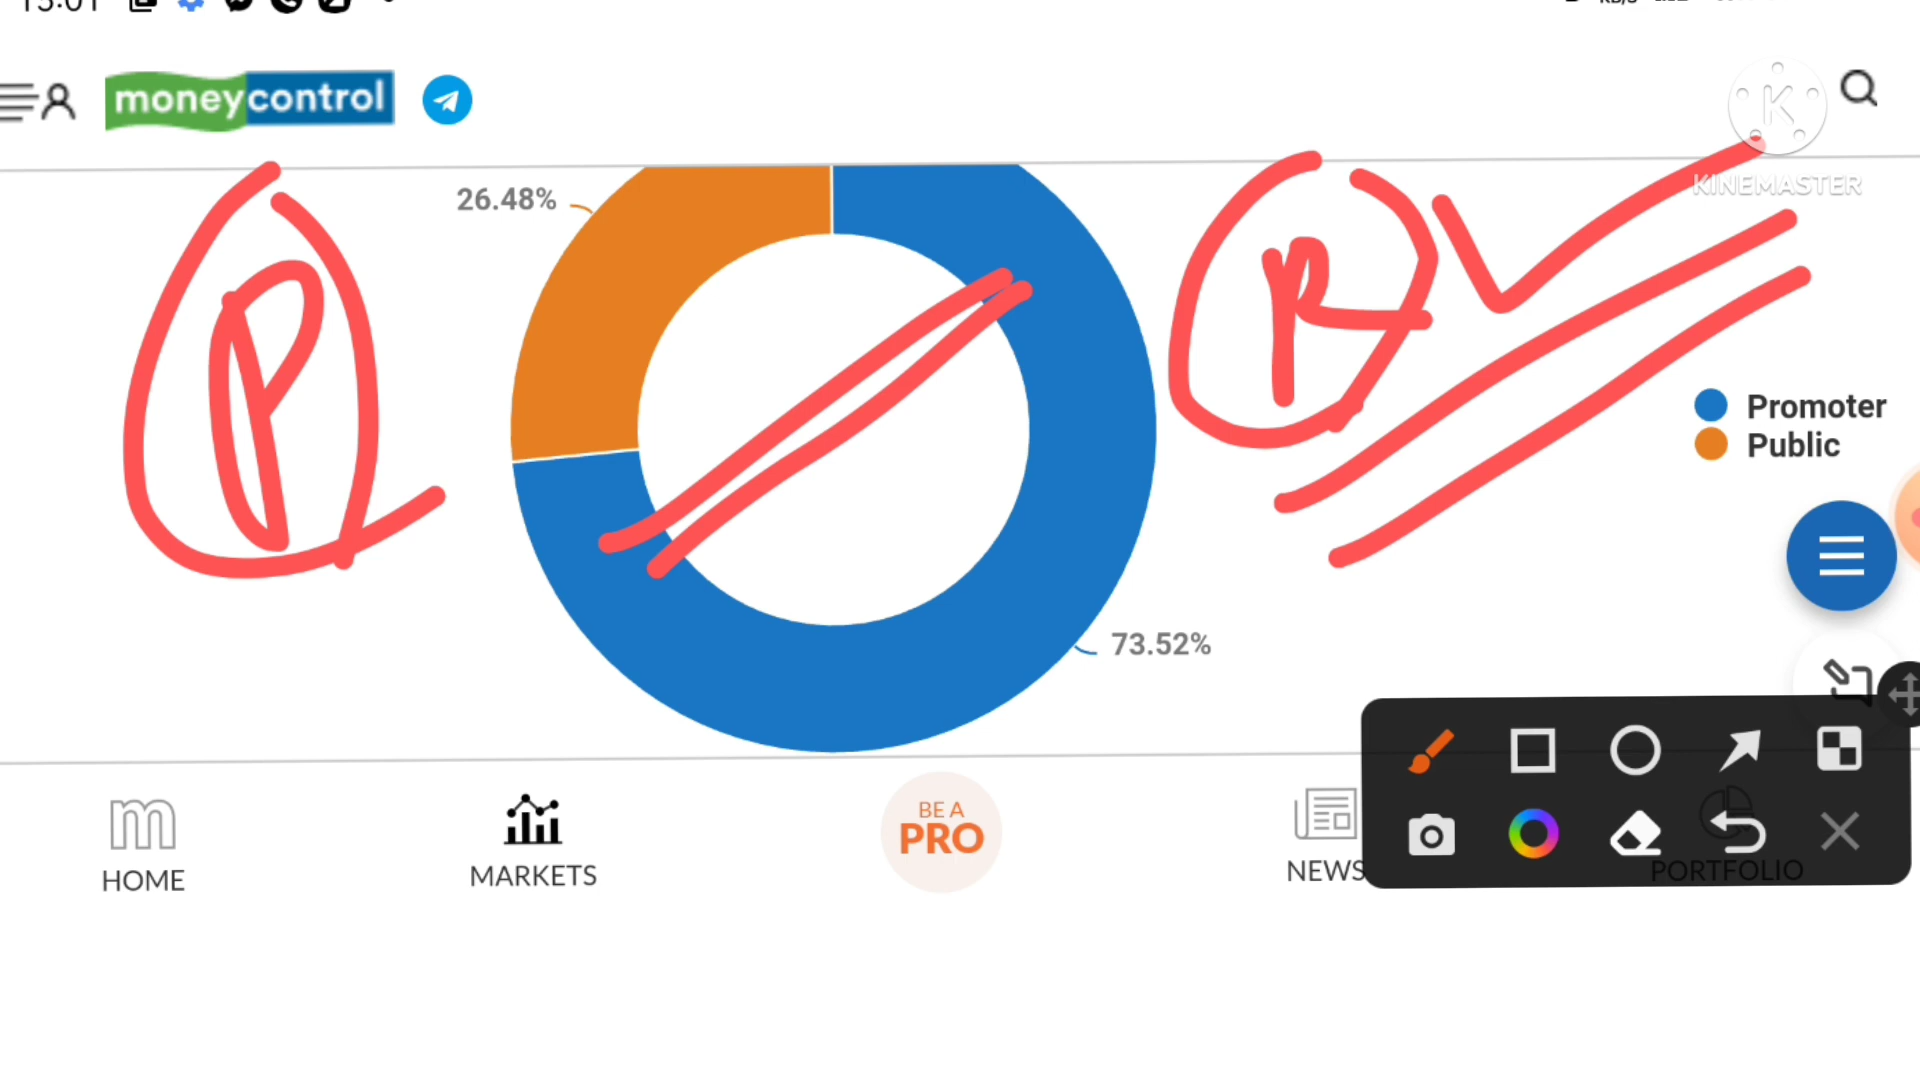 moneycontrol
KINEMASTER
26.48%
P
R
Promoter
Public
73.52%
HOME
MARKETS
BE A
PRO
NEWS
PORTFOLIO